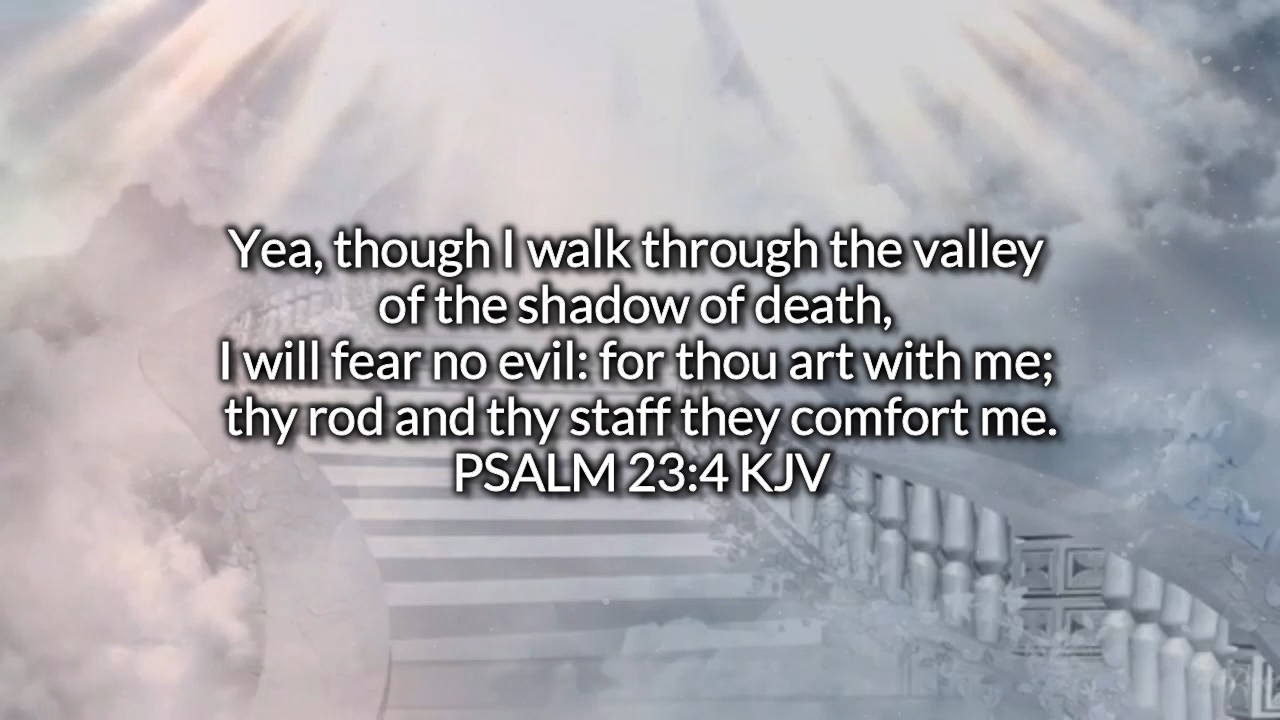 Yea, though I walk through the valley
of the shadow of death,
I will fear no evil: for thou art with me;
thy rod and thy staff they comfort me.
PSALM 23:4 KJV